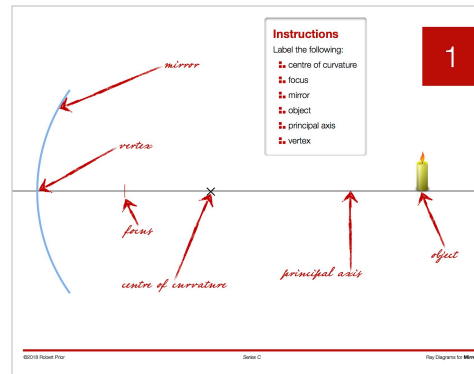 Instructions
Label the following:
centre of curvature
focus
mirror
object
principal axis
vertex
1
mirror
vertex
focus
centre of curvature
principal axis
object
©2018 Robert Prior
Series C
Ray Diagrams for Mirr